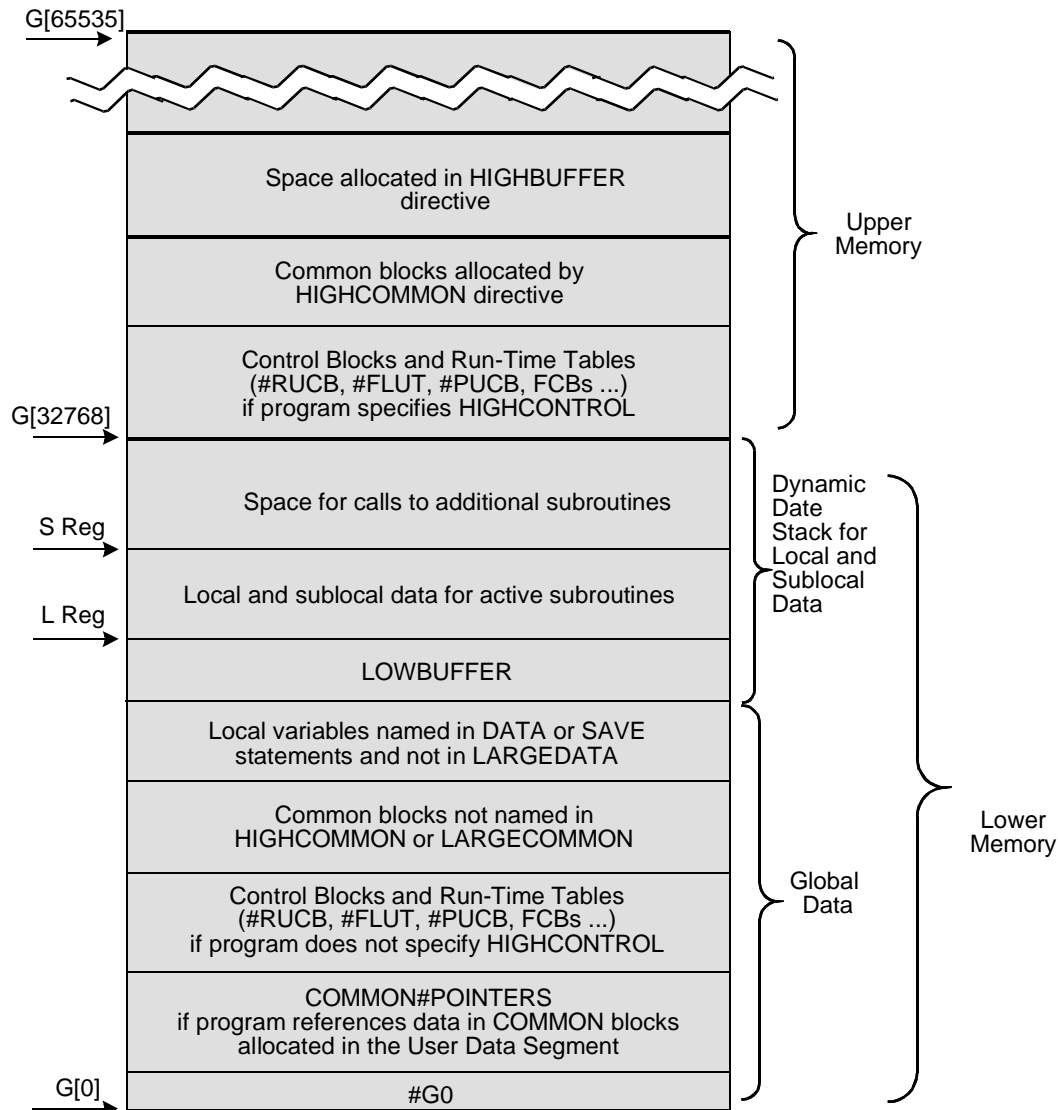 G[65535]
Space allocated in HIGHBUFFER
directive
Upper
Memory
Common blocks allocated by
HIGHCOMMON directive
Control Blocks and Run-Time Tables
(#RUCB, #FLUT, #PUCB, FCBs ...)
if program specifies HIGHCONTROL
G[32768]
Space for calls to additional subroutines
Dynamic
Date
Stack for
Local and
Sublocal
Data
S Reg
Local and sublocal data for active subroutines
L Reg
LOWBUFFER
Local variables named in DATA or SAVE
statements and not in LARGEDATA
Common blocks not named in
HIGHCOMMON or LARGECOMMON
Lower
Memory
Control Blocks and Run-Time Tables
(#RUCB, #FLUT, #PUCB, FCBs ...)
if program does not specify HIGHCONTROL
Global
Data
COMMON#POINTERS
if program references data in COMMON blocks
allocated in the User Data Segment
G[0]
#G0